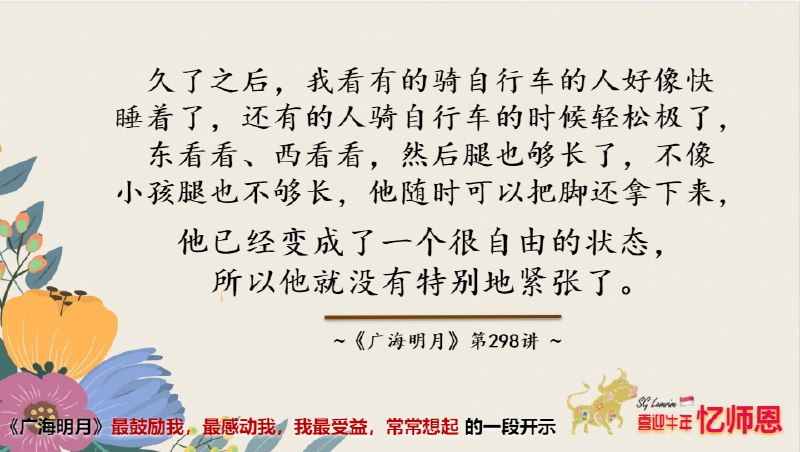 久了之后，我看有的骑自行车的人好像快
睡着了，还有的人骑自行车的时候轻松极了，
东看看、西看看，然后腿也够长了，不像
小孩腿也不够长，他随时可以把脚还拿下来，
他已经变成了一个很自由的状态，
所以他就没有特别地紧张了。
~《广海明月》第298讲 ~
《广海明月》最鼓励我，最感动我，我最受益，常常想起 的一段开示
SG Lamrim
喜迎牛年 忆师恩